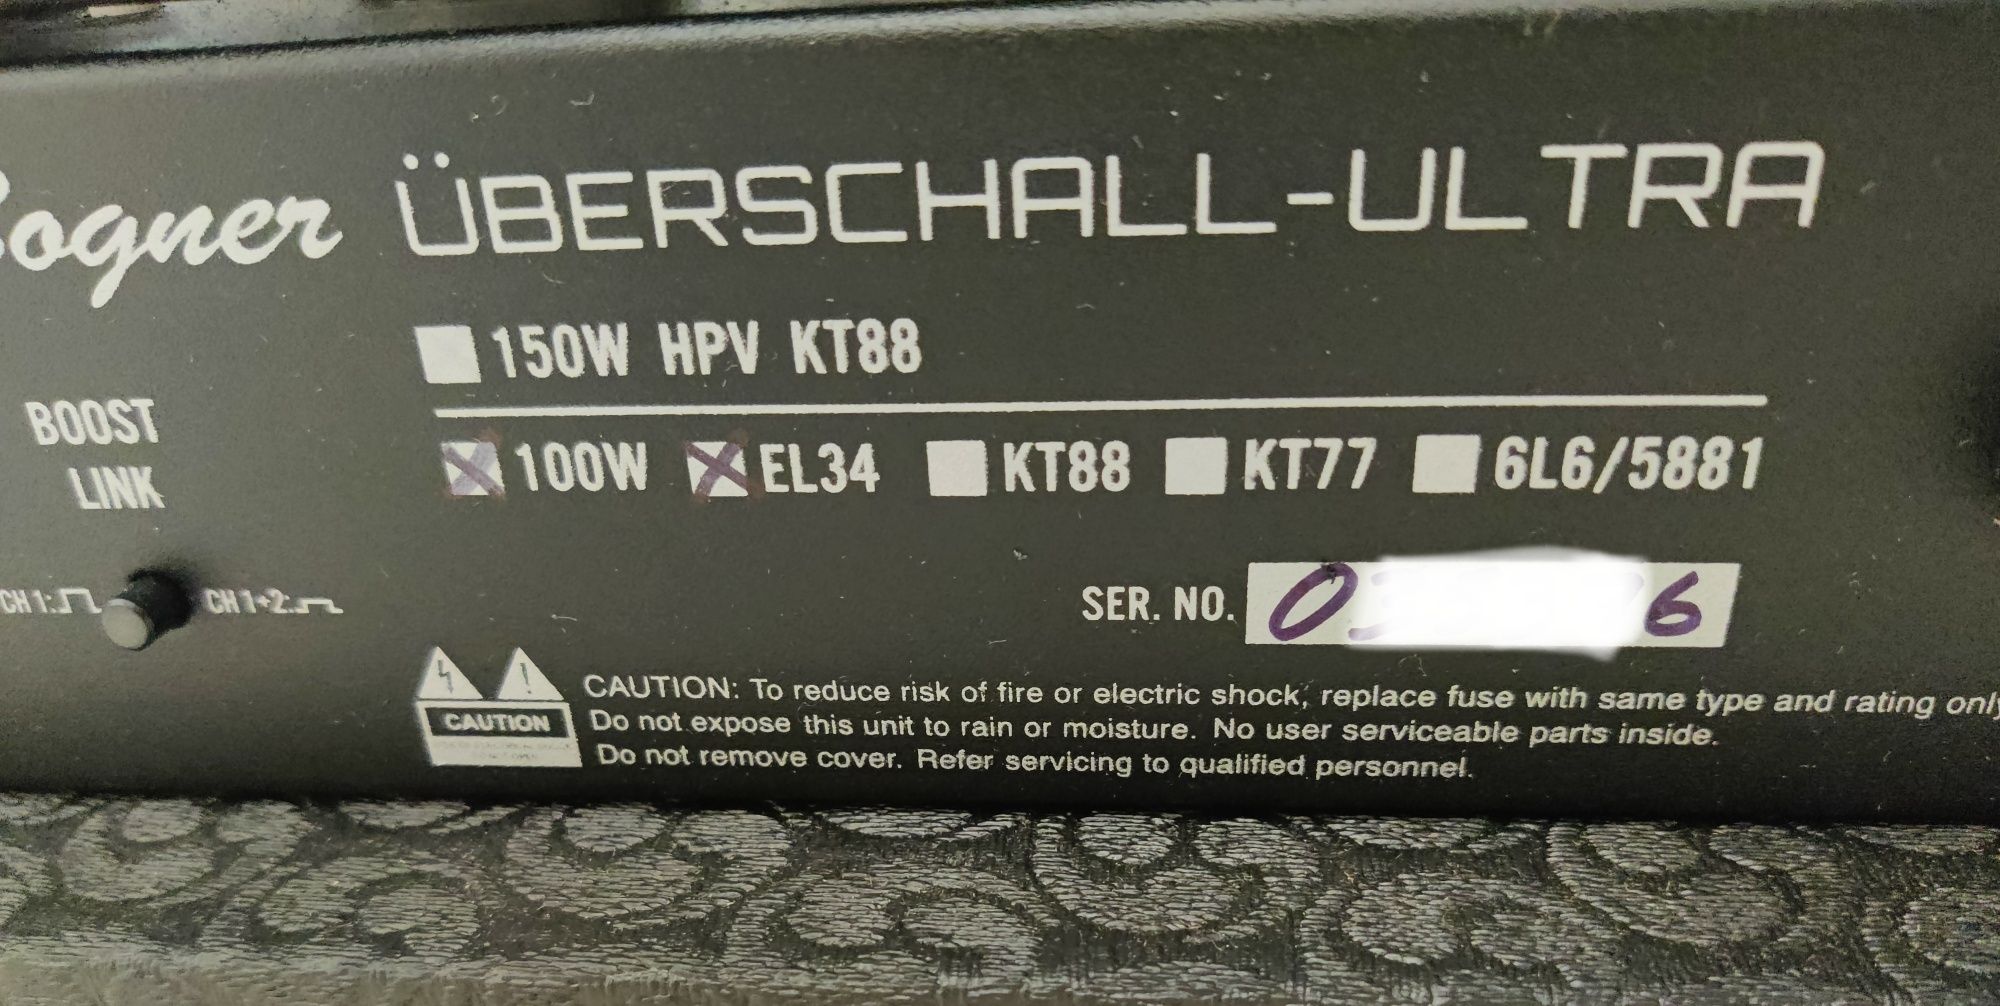 Bogner ÜBERSCHALL-ULTRA
150W HPV KT88
BOOST
LINK
100W EL34 KT88 KT77 6L6/5881
CH 1: CH 1+2:
SER. NO. 6
CAUTION
CAUTION: To reduce risk of fire or electric shock, replace fuse with same type and rating only
Do not expose this unit to rain or moisture. No user serviceable parts inside.
Do not remove cover. Refer servicing to qualified personnel.